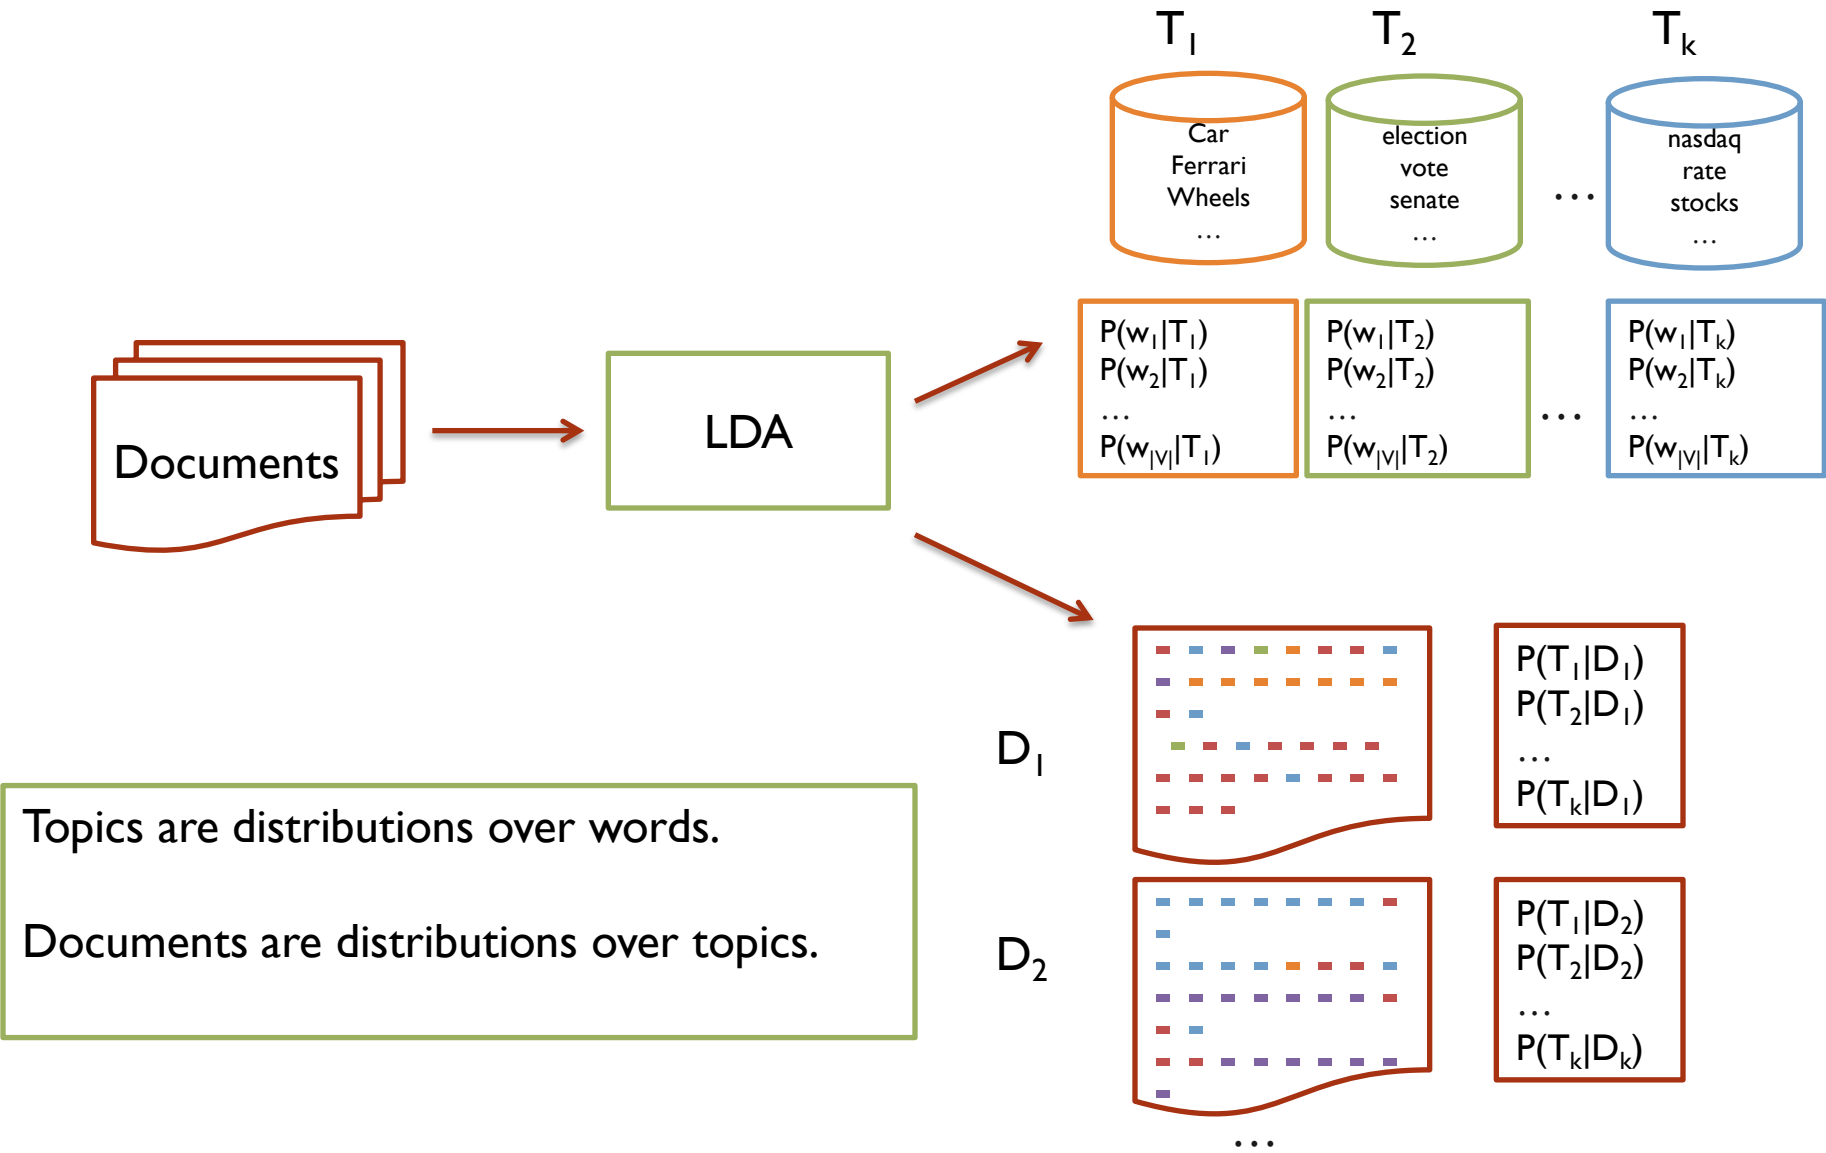 T₁
T₂
Tₖ
Car
Ferrari
Wheels
…
election
vote
senate
…
…
nasdaq
rate
stocks
…
P(w₁|T₁)
P(w₂|T₁)
…
P(w|V||T₁)
P(w₁|T₂)
P(w₂|T₂)
…
P(w|V||T₂)
…
P(w₁|Tₖ)
P(w₂|Tₖ)
…
P(w|V||Tₖ)
Documents
LDA
D₁
P(T₁|D₁)
P(T₂|D₁)
…
P(Tₖ|D₁)
Topics are distributions over words.
Documents are distributions over topics.
D₂
P(T₁|D₂)
P(T₂|D₂)
…
P(Tₖ|Dₖ)
…